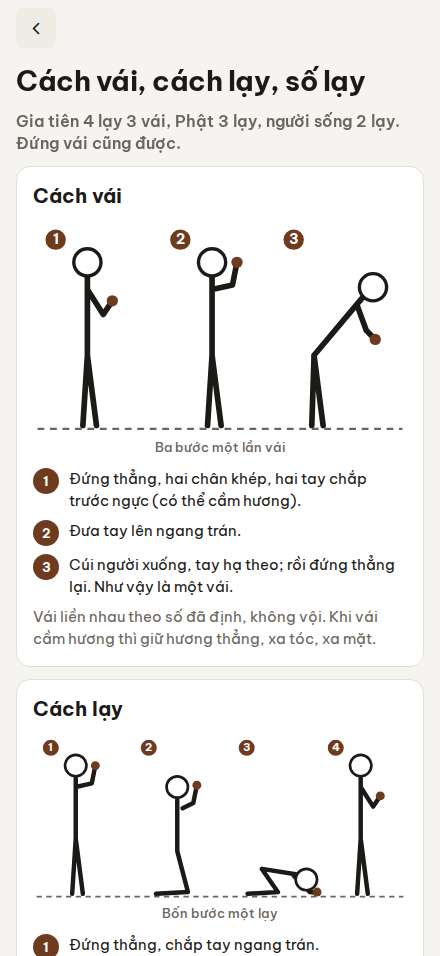 Cách vái, cách lạy, số lạy
Gia tiên 4 lạy 3 vái, Phật 3 lạy, người sống 2 lạy.
Đứng vái cũng được.
Cách vái
1 2 3
Ba bước một lần vái
1 Đứng thẳng, hai chân khép, hai tay chắp
trước ngực (có thể cầm hương).
2 Đưa tay lên ngang trán.
3 Cúi người xuống, tay hạ theo; rồi đứng thẳng
lại. Như vậy là một vái.
Vái liền nhau theo số đã định, không vội. Khi vái
cầm hương thì giữ hương thẳng, xa tóc, xa mặt.
Cách lạy
1 2 3 4
Bốn bước một lạy
1 Đứng thẳng, chắp tay ngang trán.